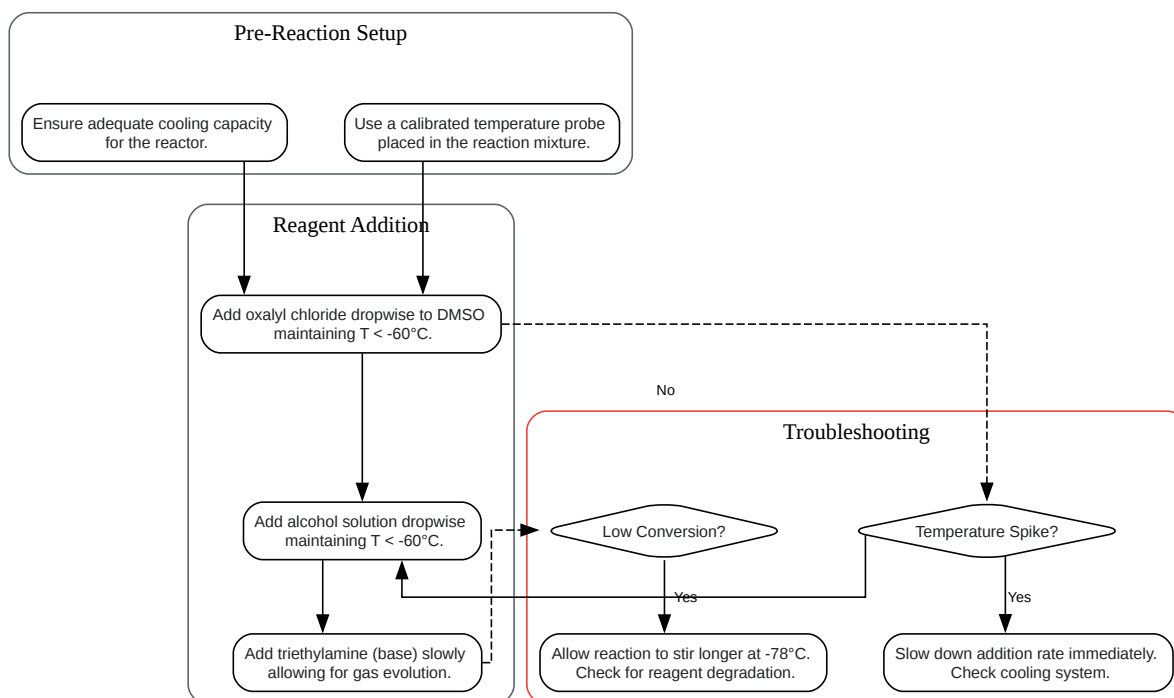 Pre-Reaction Setup
Ensure adequate cooling capacity
for the reactor.
Use a calibrated temperature probe
placed in the reaction mixture.
Reagent Addition
Add oxalyl chloride dropwise to DMSO
maintaining T < -60°C.
No
Troubleshooting
Add alcohol solution dropwise
maintaining T < -60°C.
Low Conversion?
Temperature Spike?
Yes
Yes
Add triethylamine (base) slowly
allowing for gas evolution.
Allow reaction to stir longer at -78°C.
Check for reagent degradation.
Slow down addition rate immediately.
Check cooling system.